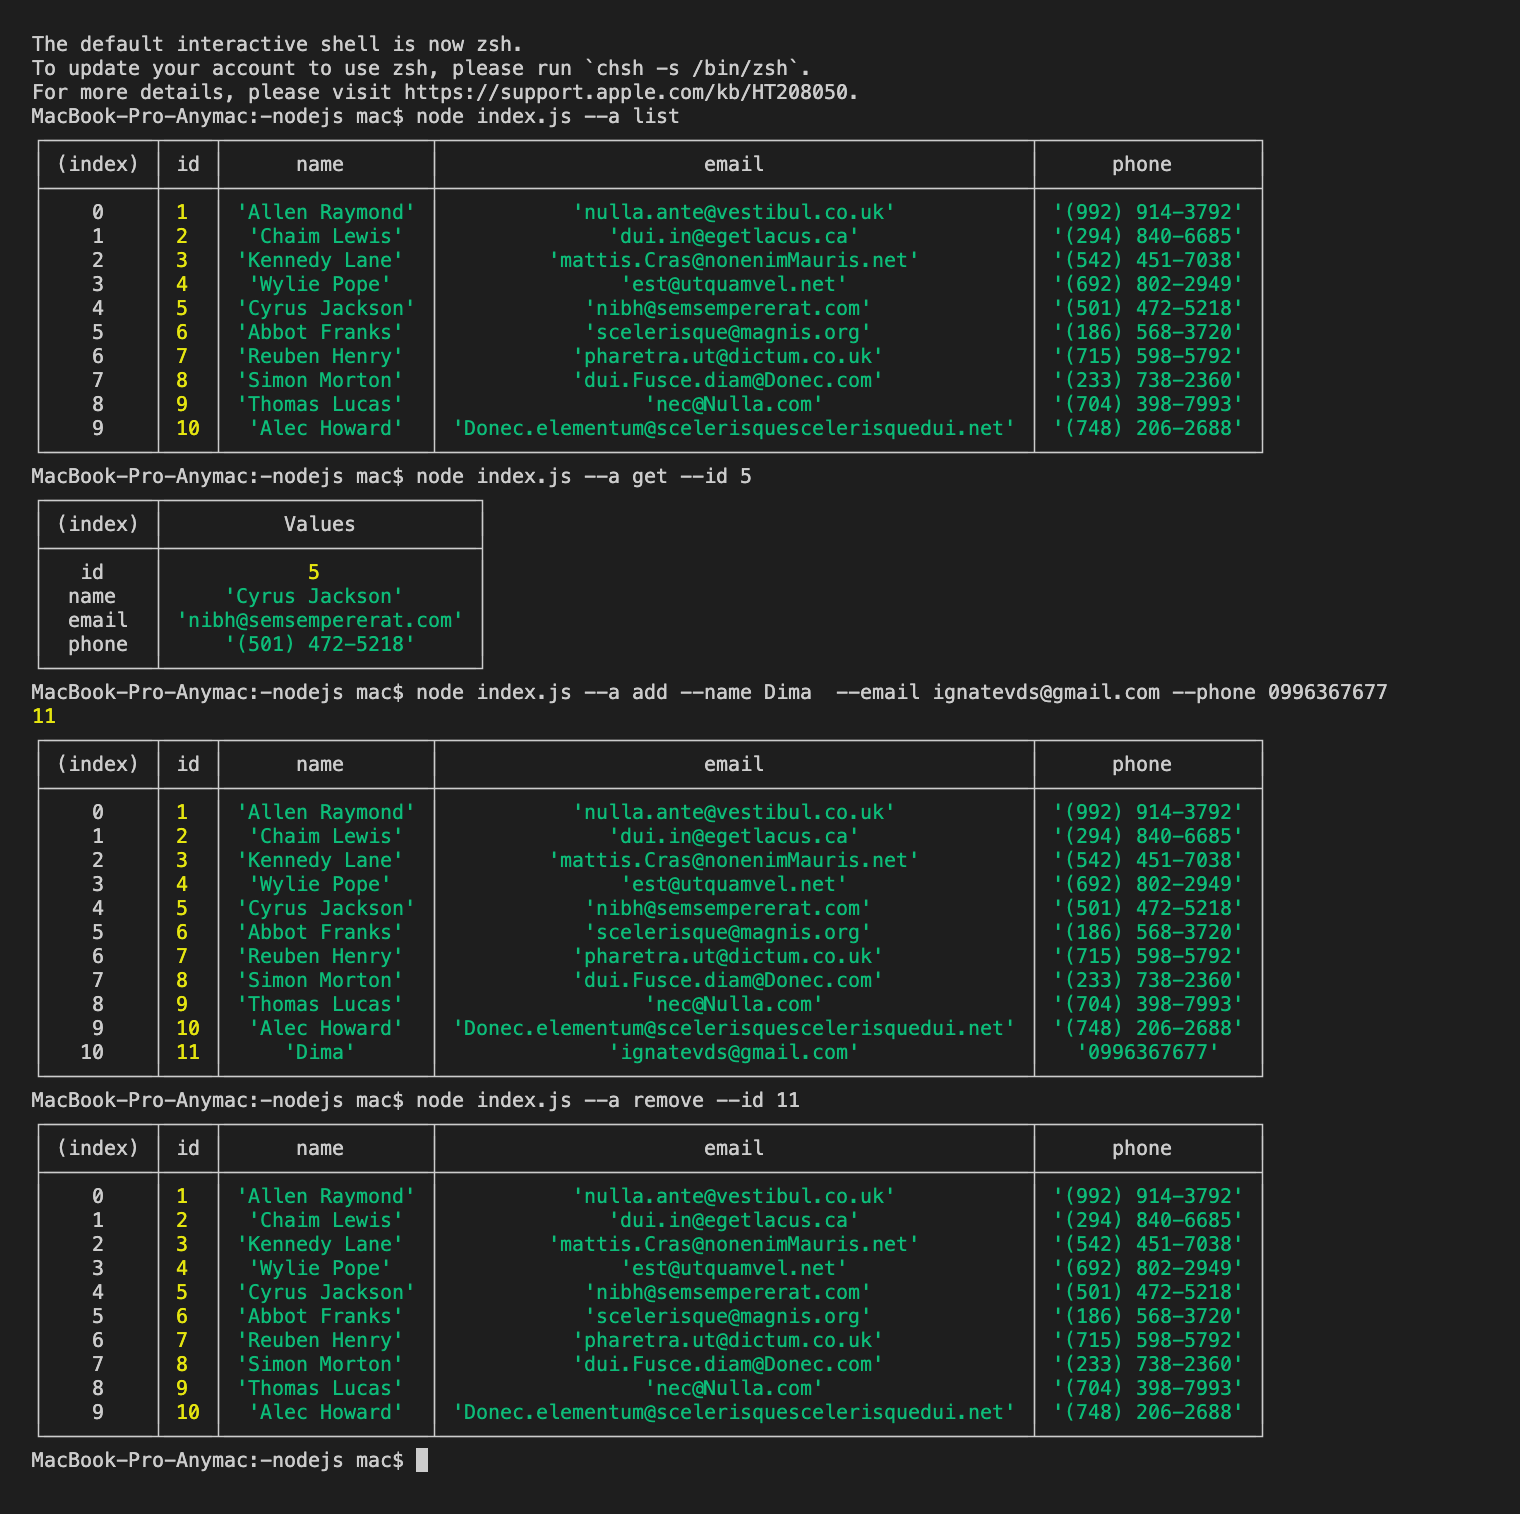 The default interactive shell is now zsh.
To update your account to use zsh, please run `chsh -s /bin/zsh`.
For more details, please visit https://support.apple.com/kb/HT208050.
MacBook-Pro-Anymac:-nodejs mac$ node index.js --a list
(index) id name email phone
0 1 'Allen Raymond' 'nulla.ante@vestibul.co.uk' '(992) 914-3792'
1 2 'Chaim Lewis' 'dui.in@egetlacus.ca' '(294) 840-6685'
2 3 'Kennedy Lane' 'mattis.Cras@nonenimMauris.net' '(542) 451-7038'
3 4 'Wylie Pope' 'est@utquamvel.net' '(692) 802-2949'
4 5 'Cyrus Jackson' 'nibh@semsempererat.com' '(501) 472-5218'
5 6 'Abbot Franks' 'scelerisque@magnis.org' '(186) 568-3720'
6 7 'Reuben Henry' 'pharetra.ut@dictum.co.uk' '(715) 598-5792'
7 8 'Simon Morton' 'dui.Fusce.diam@Donec.com' '(233) 738-2360'
8 9 'Thomas Lucas' 'nec@Nulla.com' '(704) 398-7993'
9 10 'Alec Howard' 'Donec.elementum@scelerisquescelerisquedui.net' '(748) 206-2688'
MacBook-Pro-Anymac:-nodejs mac$ node index.js --a get --id 5
(index) Values
id 5
name 'Cyrus Jackson'
email 'nibh@semsempererat.com'
phone '(501) 472-5218'
MacBook-Pro-Anymac:-nodejs mac$ node index.js --a add --name Dima  --email ignatevds@gmail.com --phone 0996367677
11
(index) id name email phone
0 1 'Allen Raymond' 'nulla.ante@vestibul.co.uk' '(992) 914-3792'
1 2 'Chaim Lewis' 'dui.in@egetlacus.ca' '(294) 840-6685'
2 3 'Kennedy Lane' 'mattis.Cras@nonenimMauris.net' '(542) 451-7038'
3 4 'Wylie Pope' 'est@utquamvel.net' '(692) 802-2949'
4 5 'Cyrus Jackson' 'nibh@semsempererat.com' '(501) 472-5218'
5 6 'Abbot Franks' 'scelerisque@magnis.org' '(186) 568-3720'
6 7 'Reuben Henry' 'pharetra.ut@dictum.co.uk' '(715) 598-5792'
7 8 'Simon Morton' 'dui.Fusce.diam@Donec.com' '(233) 738-2360'
8 9 'Thomas Lucas' 'nec@Nulla.com' '(704) 398-7993'
9 10 'Alec Howard' 'Donec.elementum@scelerisquescelerisquedui.net' '(748) 206-2688'
10 11 'Dima' 'ignatevds@gmail.com' '0996367677'
MacBook-Pro-Anymac:-nodejs mac$ node index.js --a remove --id 11
(index) id name email phone
0 1 'Allen Raymond' 'nulla.ante@vestibul.co.uk' '(992) 914-3792'
1 2 'Chaim Lewis' 'dui.in@egetlacus.ca' '(294) 840-6685'
2 3 'Kennedy Lane' 'mattis.Cras@nonenimMauris.net' '(542) 451-7038'
3 4 'Wylie Pope' 'est@utquamvel.net' '(692) 802-2949'
4 5 'Cyrus Jackson' 'nibh@semsempererat.com' '(501) 472-5218'
5 6 'Abbot Franks' 'scelerisque@magnis.org' '(186) 568-3720'
6 7 'Reuben Henry' 'pharetra.ut@dictum.co.uk' '(715) 598-5792'
7 8 'Simon Morton' 'dui.Fusce.diam@Donec.com' '(233) 738-2360'
8 9 'Thomas Lucas' 'nec@Nulla.com' '(704) 398-7993'
9 10 'Alec Howard' 'Donec.elementum@scelerisquescelerisquedui.net' '(748) 206-2688'
MacBook-Pro-Anymac:-nodejs mac$